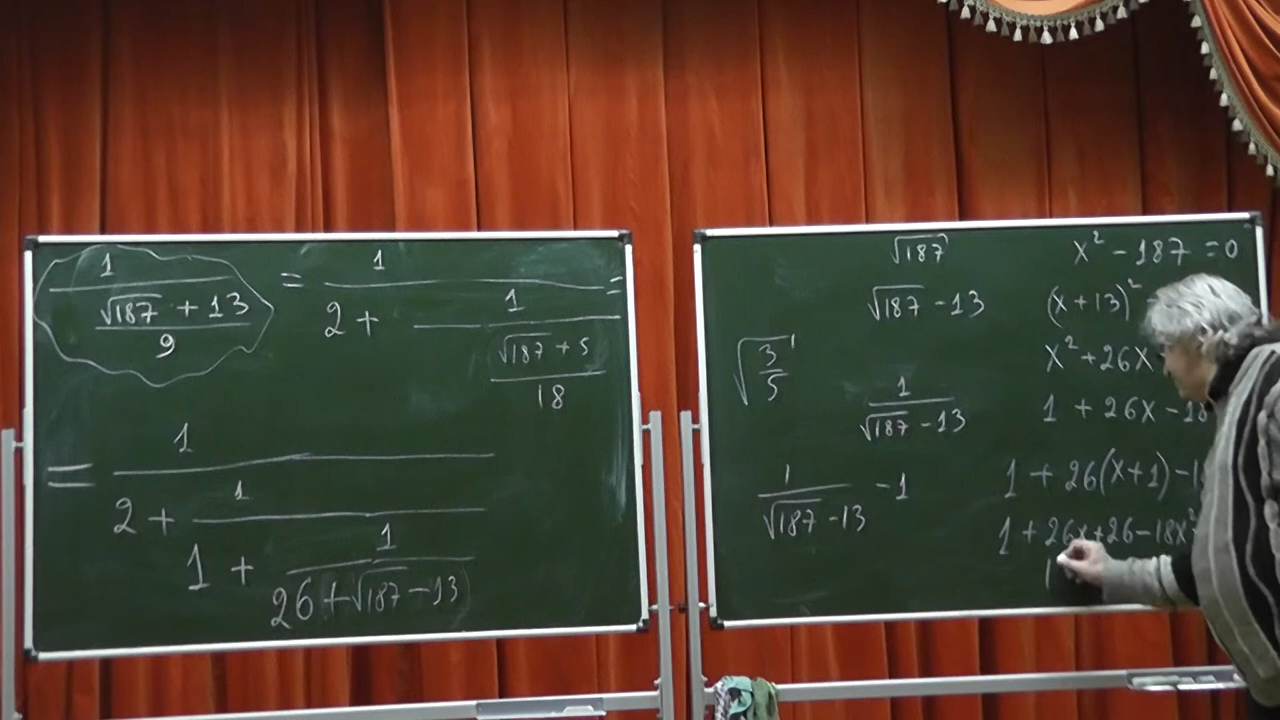 1/((√187 + 13)/9) = 1/(2 + 1/((√187 + 5)/18)) =
= 1/(2 + 1/(1 + 1/(26 + √187 - 13)))
√187
√187 - 13
√(3/5)
1/(√187 - 13)
1/(√187 - 13) - 1
x² - 187 = 0
(x + 13)²
x² + 26x
1 + 26x - 18
1 + 26(x+1) - 1
1 + 26x + 26 - 18x²